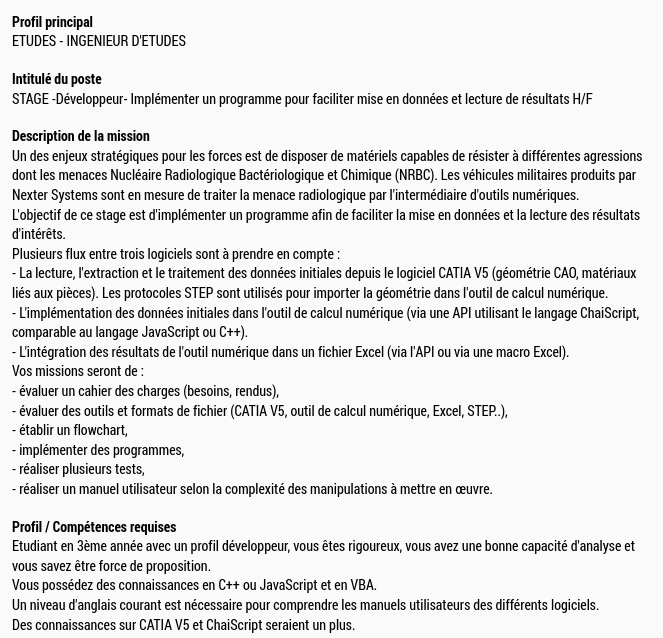 Profil principal
ETUDES - INGENIEUR D'ETUDES
Intitulé du poste
STAGE -Développeur- Implémenter un programme pour faciliter mise en données et lecture de résultats H/F
Description de la mission
Un des enjeux stratégiques pour les forces est de disposer de matériels capables de résister à différentes agressions
dont les menaces Nucléaire Radiologique Bactériologique et Chimique (NRBC). Les véhicules militaires produits par
Nexter Systems sont en mesure de traiter la menace radiologique par l'intermédiaire d'outils numériques.
L'objectif de ce stage est d'implémenter un programme afin de faciliter la mise en données et la lecture des résultats
d'intérêts.
Plusieurs flux entre trois logiciels sont à prendre en compte :
- La lecture, l'extraction et le traitement des données initiales depuis le logiciel CATIA V5 (géométrie CAO, matériaux
liés aux pièces). Les protocoles STEP sont utilisés pour importer la géométrie dans l'outil de calcul numérique.
- L'implémentation des données initiales dans l'outil de calcul numérique (via une API utilisant le langage ChaiScript,
comparable au langage JavaScript ou C++).
- L'intégration des résultats de l'outil numérique dans un fichier Excel (via l'API ou via une macro Excel).
Vos missions seront de :
- évaluer un cahier des charges (besoins, rendus),
- évaluer des outils et formats de fichier (CATIA V5, outil de calcul numérique, Excel, STEP..),
- établir un flowchart,
- implémenter des programmes,
- réaliser plusieurs tests,
- réaliser un manuel utilisateur selon la complexité des manipulations à mettre en œuvre.
Profil / Compétences requises
Etudiant en 3ème année avec un profil développeur, vous êtes rigoureux, vous avez une bonne capacité d'analyse et
vous savez être force de proposition.
Vous possédez des connaissances en C++ ou JavaScript et en VBA.
Un niveau d'anglais courant est nécessaire pour comprendre les manuels utilisateurs des différents logiciels.
Des connaissances sur CATIA V5 et ChaiScript seraient un plus.